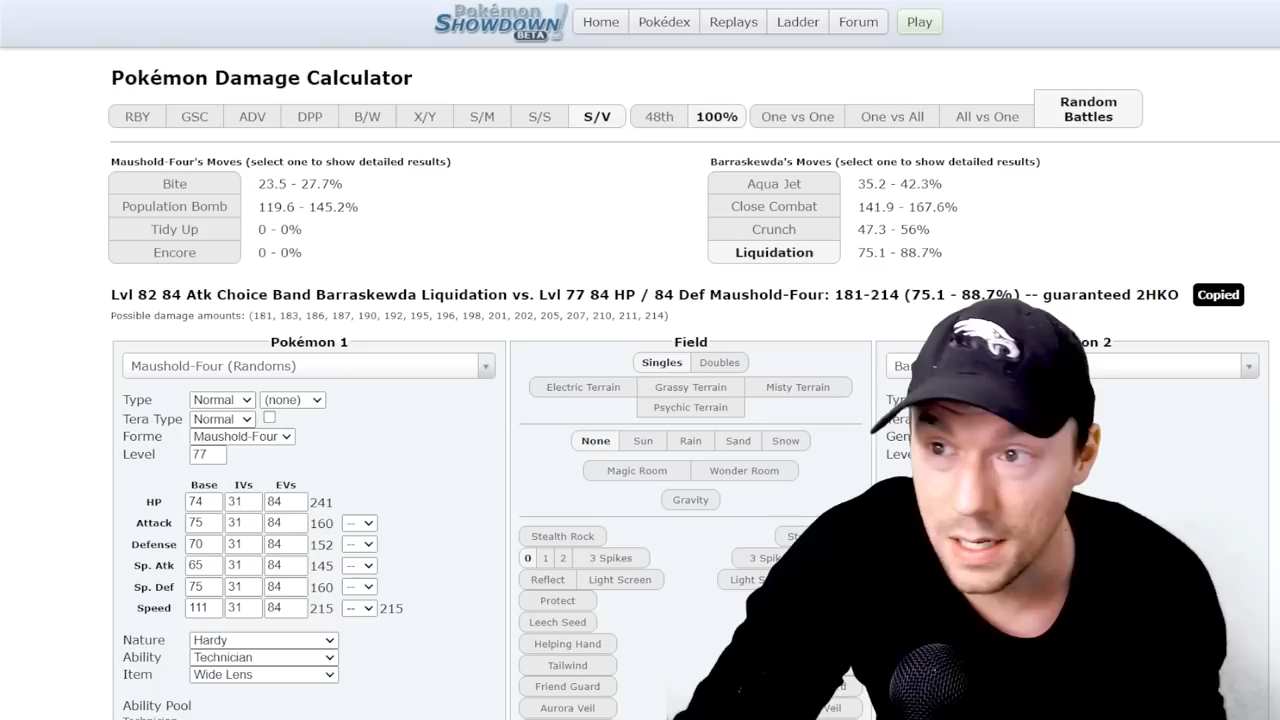 Pokémon
SHOWDOWN!
BETA
Home Pokédex Replays Ladder Forum Play
Pokémon Damage Calculator
RBY GSC ADV DPP B/W X/Y S/M S/S S/V 48th 100% One vs One One vs All All vs One Random
Battles
Maushold-Four's Moves (select one to show detailed results) Barraskewda's Moves (select one to show detailed results)
Bite 23.5 - 27.7% Aqua Jet 35.2 - 42.3%
Population Bomb 119.6 - 145.2% Close Combat 141.9 - 167.6%
Tidy Up 0 - 0% Crunch 47.3 - 56%
Encore 0 - 0% Liquidation 75.1 - 88.7%
Lvl 82 84 Atk Choice Band Barraskewda Liquidation vs. Lvl 77 84 HP / 84 Def Maushold-Four: 181-214 (75.1 - 88.7%) -- guaranteed 2HKO Copied
Possible damage amounts: (181, 183, 186, 187, 190, 192, 195, 196, 198, 201, 202, 205, 207, 210, 211, 214)
Pokémon 1 Field 2
Maushold-Four (Randoms) Singles Doubles
Electric Terrain Grassy Terrain Misty Terrain
Psychic Terrain
Type Normal (none)
Tera Type Normal
Forme Maushold-Four None Sun Rain Sand Snow
Level 77
Magic Room Wonder Room
Base IVs EVs
HP 74 31 84 241 Gravity
Attack 75 31 84 160 --
Defense 70 31 84 152 -- Stealth Rock
Sp. Atk 65 31 84 145 -- 0 1 2 3 Spikes
Sp. Def 75 31 84 160 -- Reflect Light Screen
Speed 111 31 84 215 -- 215 Protect
Leech Seed
Nature Hardy Helping Hand
Ability Technician Tailwind
Item Wide Lens Friend Guard
Ability Pool Aurora Veil